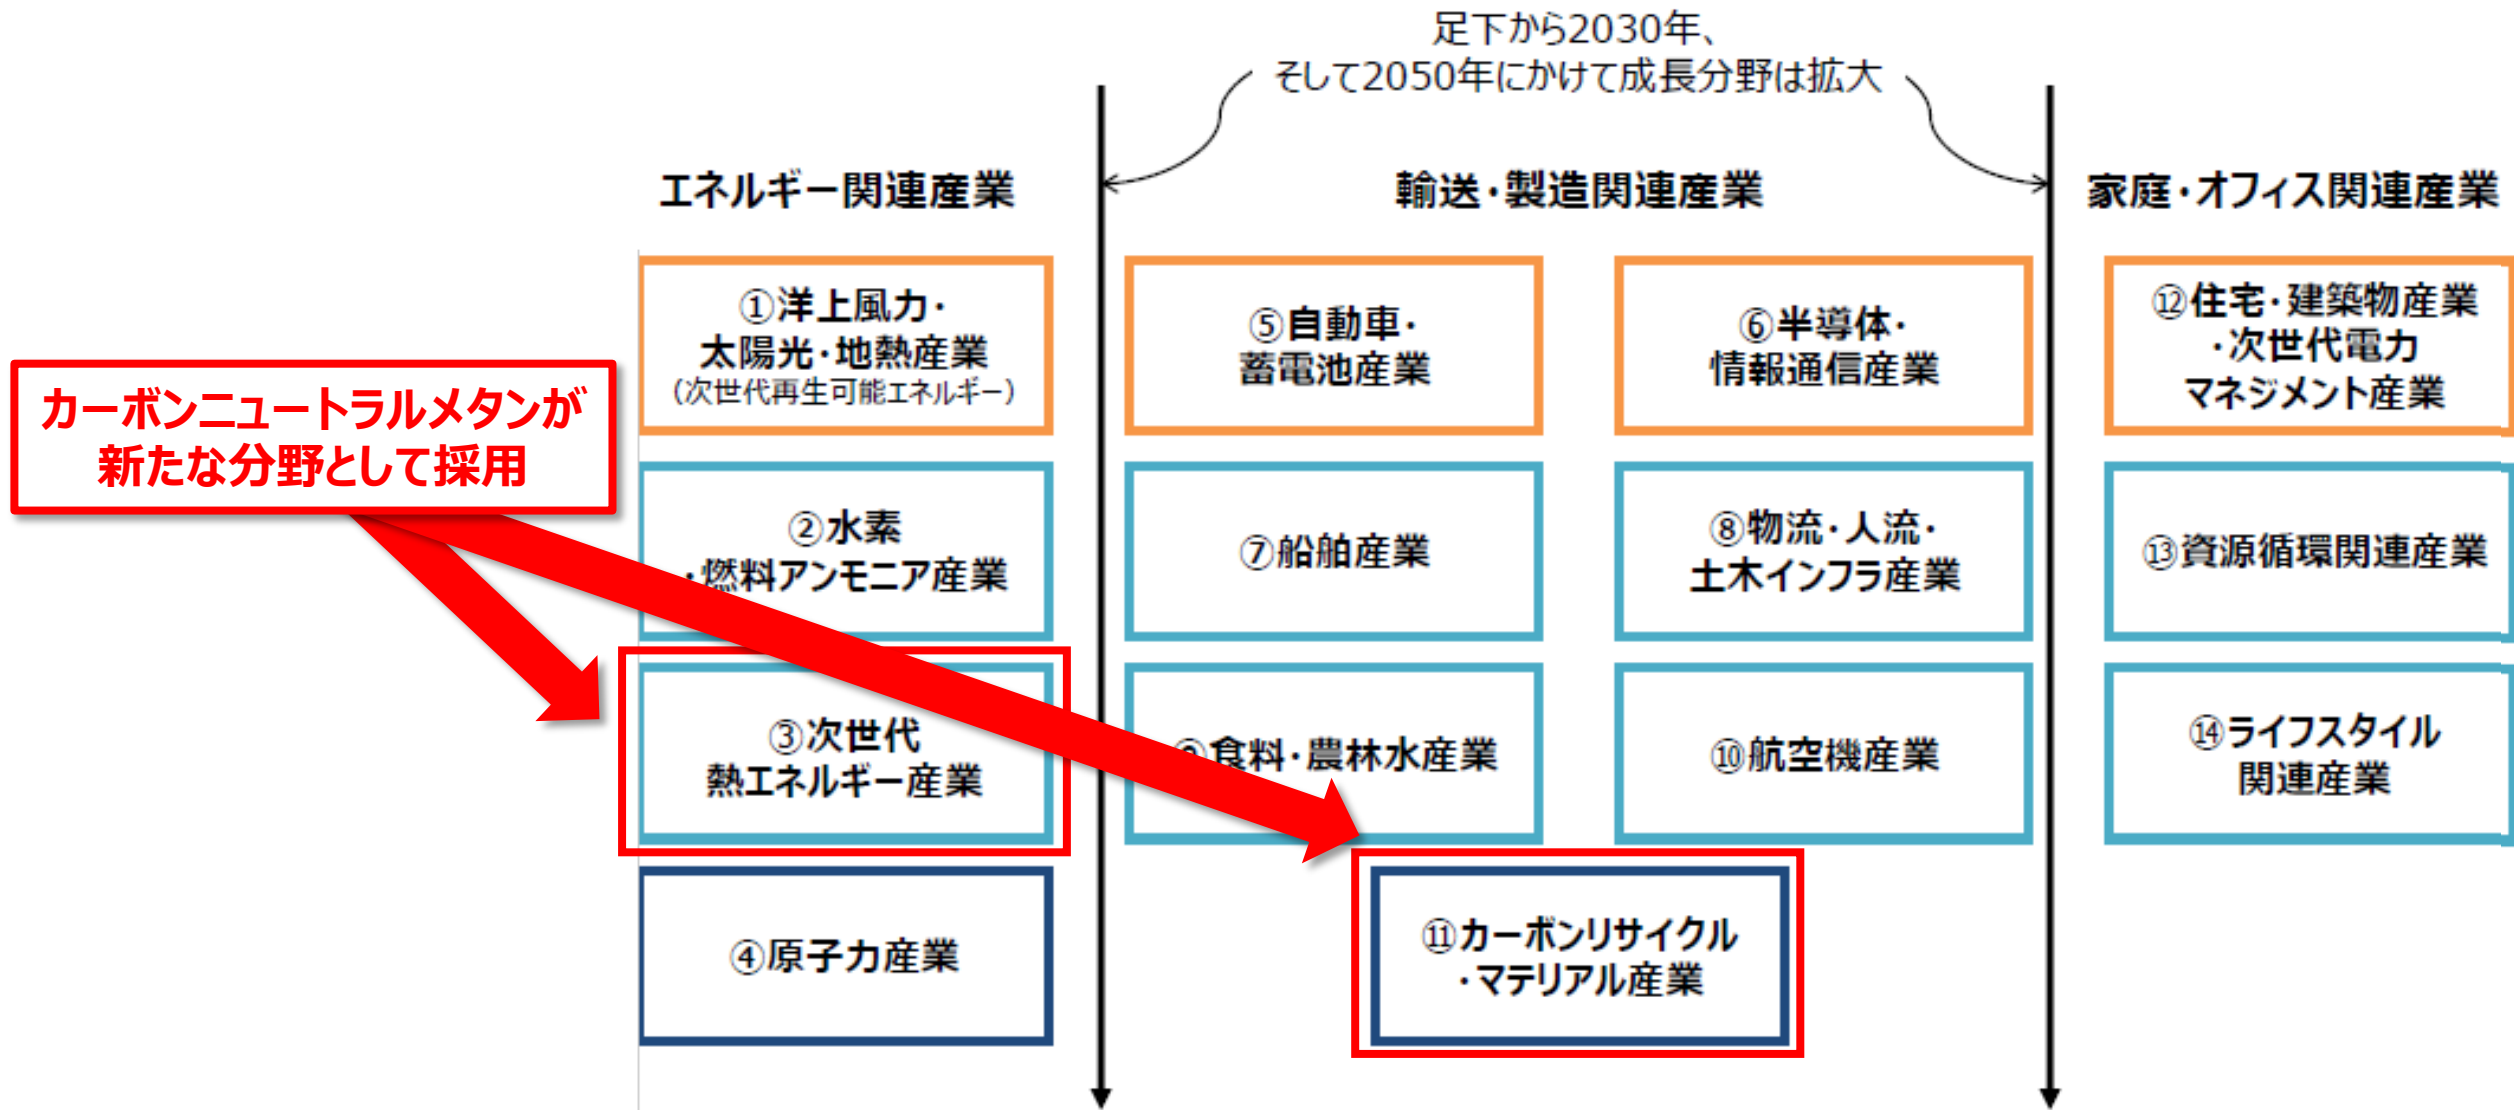 足下から2030年、
そして2050年にかけて成長分野は拡大
エネルギー関連産業
輸送・製造関連産業
家庭・オフィス関連産業
①洋上風力・
太陽光・地熱産業
(次世代再生可能エネルギー)
⑤自動車・
蓄電池産業
⑥半導体・
情報通信産業
⑫住宅・建築物産業
・次世代電力
マネジメント産業
カーボンニュートラルメタンが
新たな分野として採用
②水素
・燃料アンモニア産業
⑦船舶産業
⑧物流・人流・
土木インフラ産業
⑬資源循環関連産業
③次世代
熱エネルギー産業
食料・農林水産業
⑩航空機産業
⑭ライフスタイル
関連産業
④原子力産業
⑪カーボンリサイクル
・マテリアル産業